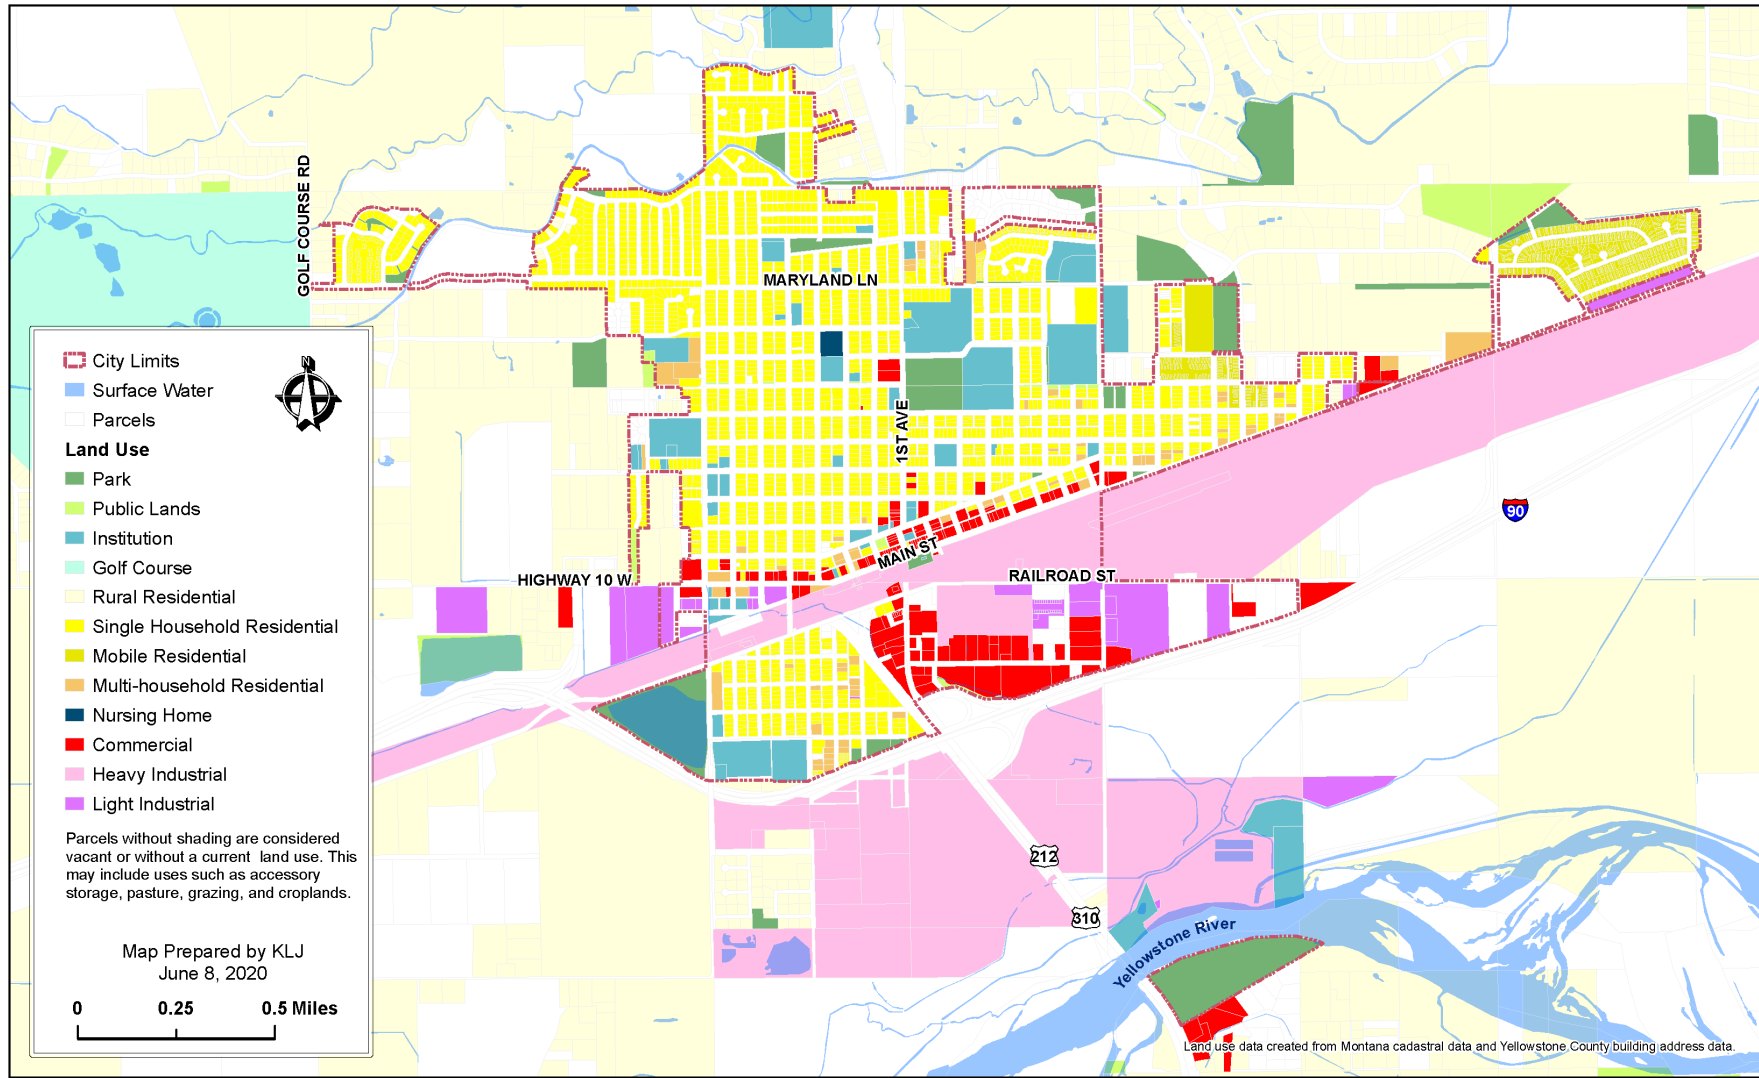 GOLF COURSE RD
MARYLAND LN
1ST AVE
MAIN ST
HIGHWAY 10 W
RAILROAD ST
90
212
310
Yellowstone River
N
City Limits
Surface Water
Parcels
Land Use
Park
Public Lands
Institution
Golf Course
Rural Residential
Single Household Residential
Mobile Residential
Multi-household Residential
Nursing Home
Commercial
Heavy Industrial
Light Industrial
Parcels without shading are considered
vacant or without a current land use. This
may include uses such as accessory
storage, pasture, grazing, and croplands.
Map Prepared by KLJ
June 8, 2020
0 0.25 0.5 Miles
Land use data created from Montana cadastral data and Yellowstone County building address data.